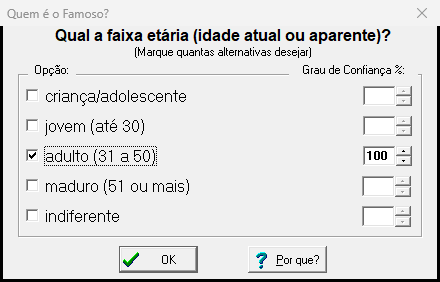 Quem é o Famoso?
Qual a faixa etária (idade atual ou aparente)?
(Marque quantas alternativas desejar)
Opção: Grau de Confiança %:
criança/adolescente
jovem (até 30)
adulto (31 a 50) 100
maduro (51 ou mais)
indiferente
OK Por que?